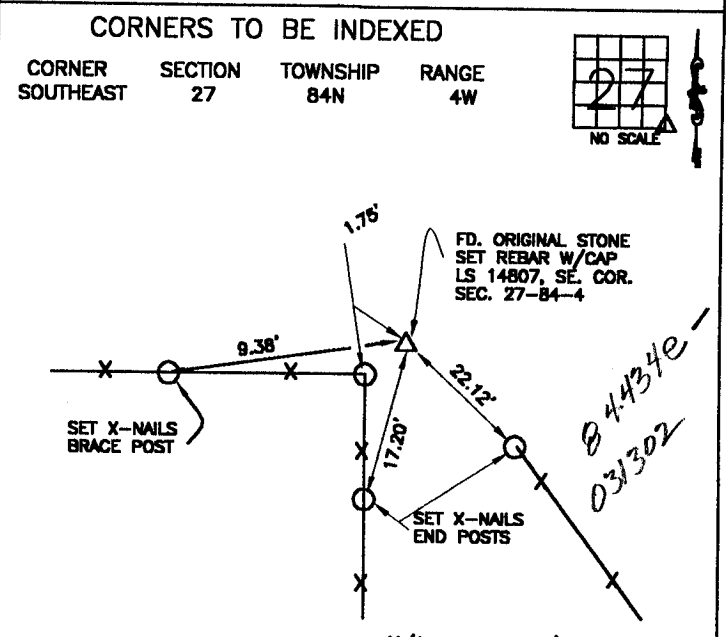 CORNERS TO BE INDEXED
CORNER SECTION TOWNSHIP RANGE
SOUTHEAST 27 84N 4W
27
NO SCALE
1.75'
FD. ORIGINAL STONE
SET REBAR W/CAP
LS 14807, SE. COR.
SEC. 27-84-4
9.38'
22.12'
17.20'
SET X-NAILS
BRACE POST
SET X-NAILS
END POSTS
84434e
031302